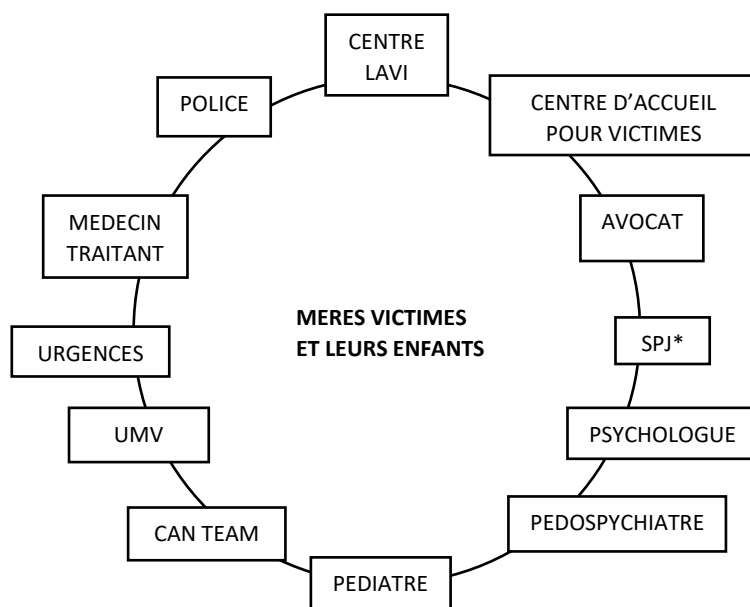 CENTRE
LAVI
CENTRE D’ACCUEIL
POUR VICTIMES
AVOCAT
SPJ*
PSYCHOLOGUE
PEDOSPYCHIATRE
PEDIATRE
CAN TEAM
UMV
URGENCES
MEDECIN
TRAITANT
POLICE
MERES VICTIMES
ET LEURS ENFANTS